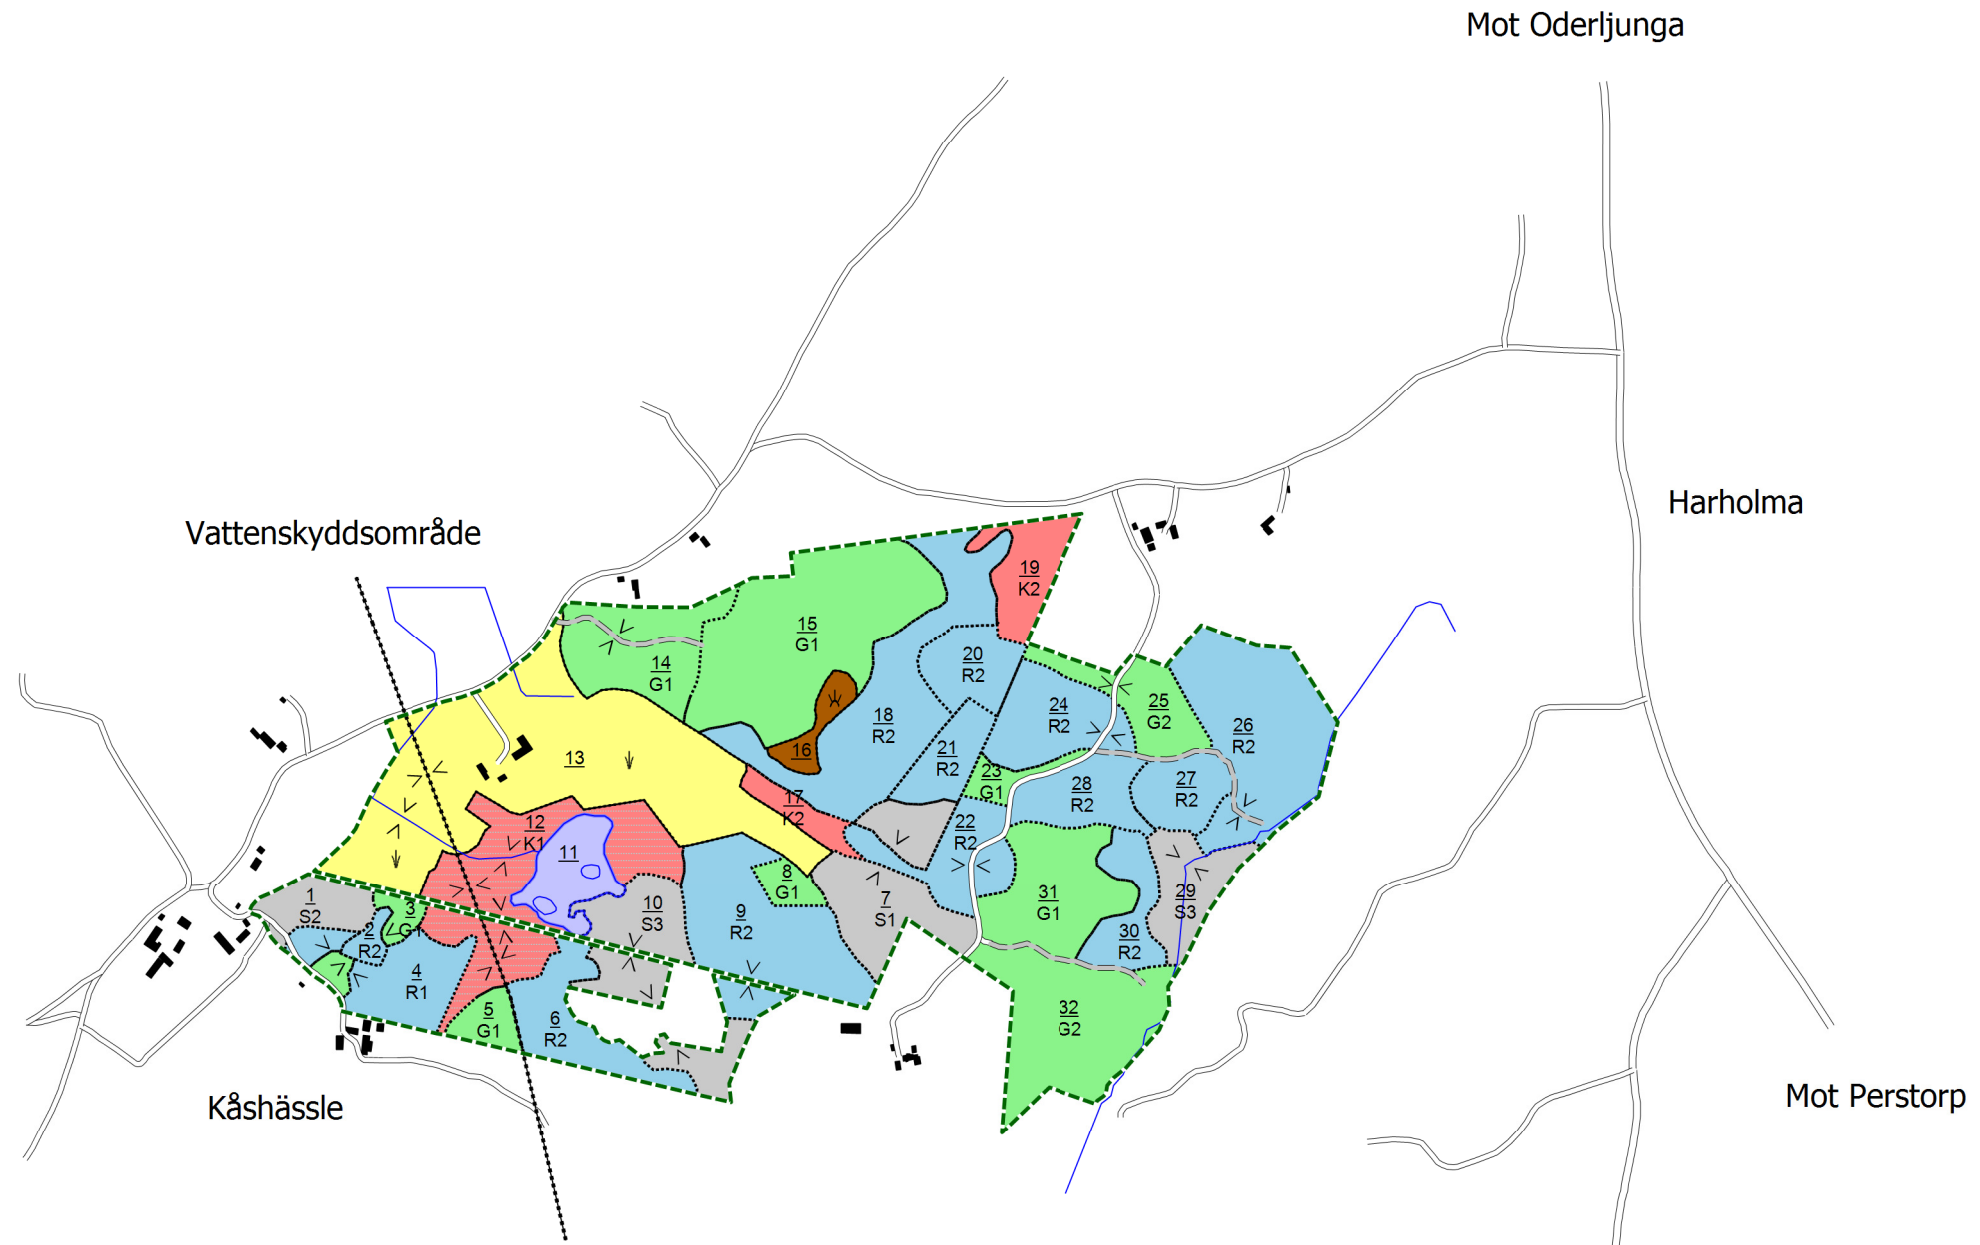 Mot Oderljunga
Harholma
Vattenskyddsområde
19
K2
15
G1
20
R2
14
G1
18
R2
24
R2
25
G2
26
R2
16
13
21
R2
23
G1
28
R2
27
R2
17
K2
12
K1
22
R2
11
8
G1
1
S2
3
G1
10
S3
7
S1
31
G1
29
S3
9
R2
2
R2
30
R2
4
R1
5
G1
6
R2
32
G2
Kåshässle
Mot Perstorp